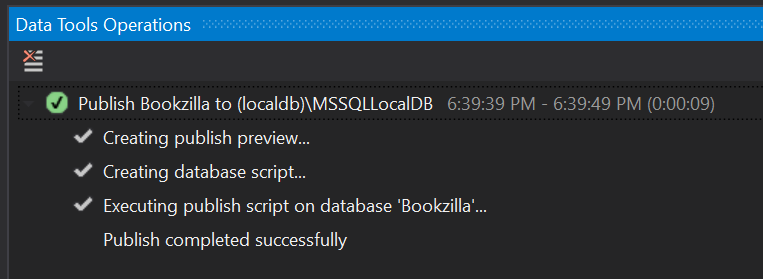 Data Tools Operations
Publish Bookzilla to (localdb)\MSSQLLocalDB 6:39:39 PM - 6:39:49 PM (0:00:09)
Creating publish preview...
Creating database script...
Executing publish script on database 'Bookzilla'...
Publish completed successfully